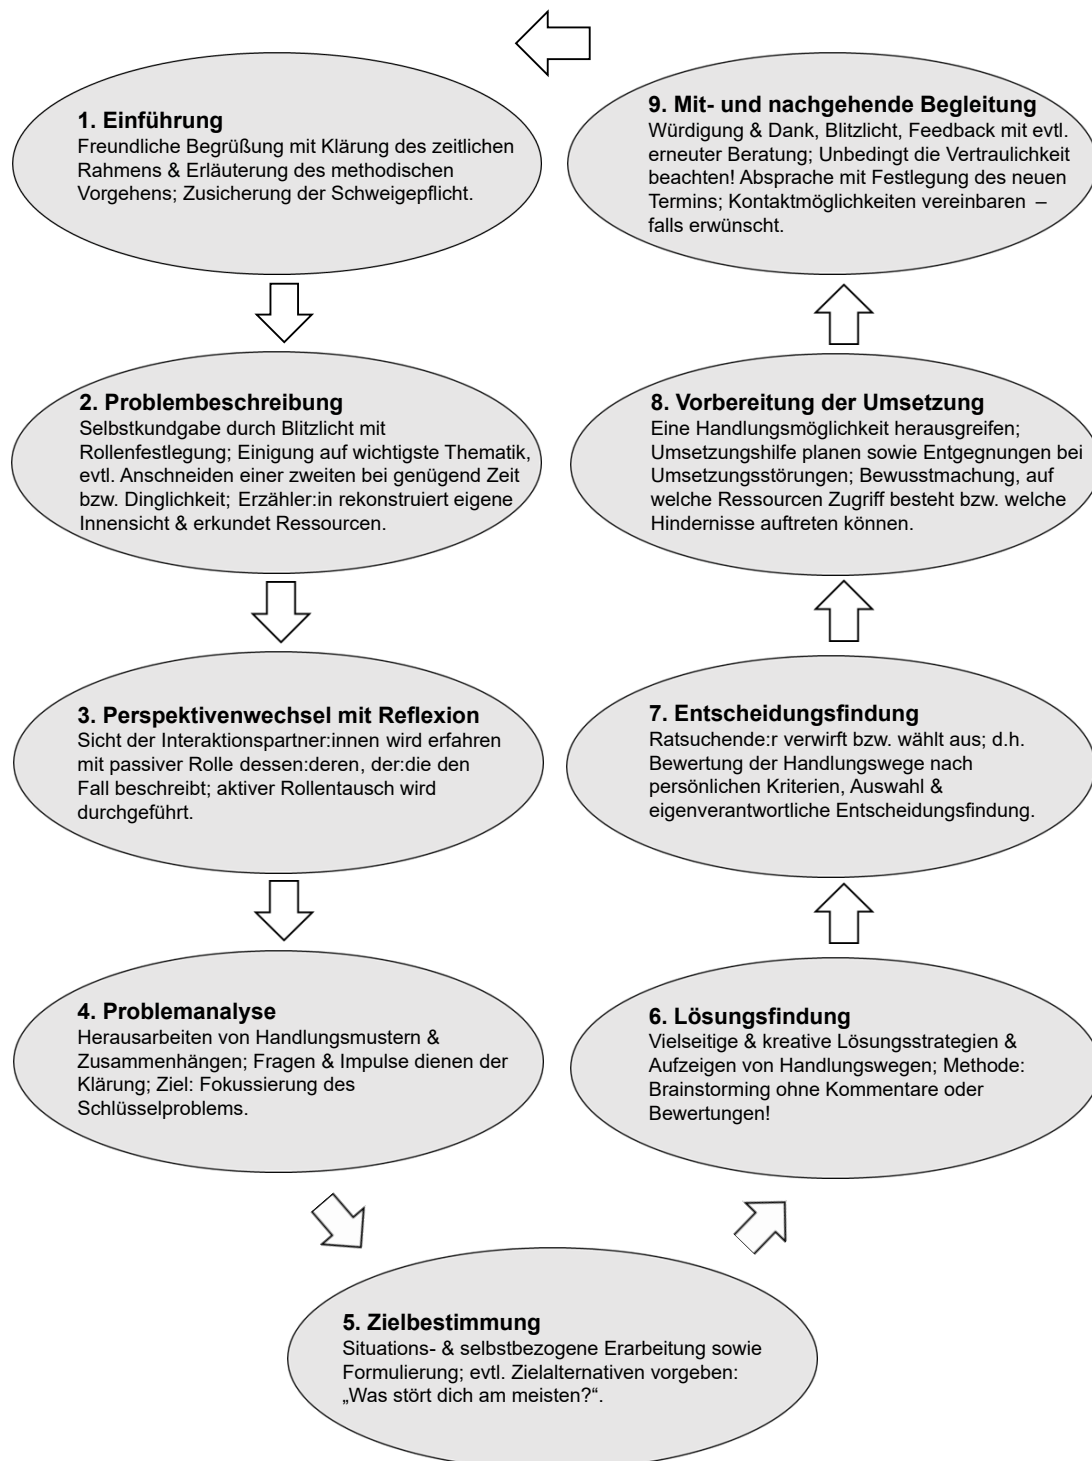 1. Einführung
Freundliche Begrüßung mit Klärung des zeitlichen
Rahmens & Erläuterung des methodischen
Vorgehens; Zusicherung der Schweigepflicht.
2. Problembeschreibung
Selbstkundgabe durch Blitzlicht mit
Rollenfestlegung; Einigung auf wichtigste Thematik,
evtl. Anschneiden einer zweiten bei genügend Zeit
bzw. Dinglichkeit; Erzähler:in rekonstruiert eigene
Innensicht & erkundet Ressourcen.
3. Perspektivenwechsel mit Reflexion
Sicht der Interaktionspartner:innen wird erfahren
mit passiver Rolle dessen:deren, der:die den
Fall beschreibt; aktiver Rollentausch wird
durchgeführt.
4. Problemanalyse
Herausarbeiten von Handlungsmustern &
Zusammenhängen; Fragen & Impulse dienen der
Klärung; Ziel: Fokussierung des
Schlüsselproblems.
5. Zielbestimmung
Situations- & selbstbezogene Erarbeitung sowie
Formulierung; evtl. Zielalternativen vorgeben:
„Was stört dich am meisten?“.
6. Lösungsfindung
Vielseitige & kreative Lösungsstrategien &
Aufzeigen von Handlungswegen; Methode:
Brainstorming ohne Kommentare oder
Bewertungen!
7. Entscheidungsfindung
Ratsuchende:r verwirft bzw. wählt aus; d.h.
Bewertung der Handlungswege nach
persönlichen Kriterien, Auswahl &
eigenverantwortliche Entscheidungsfindung.
8. Vorbereitung der Umsetzung
Eine Handlungsmöglichkeit herausgreifen;
Umsetzungshilfe planen sowie Entgegnungen bei
Umsetzungsstörungen; Bewusstmachung, auf
welche Ressourcen Zugriff besteht bzw. welche
Hindernisse auftreten können.
9. Mit- und nachgehende Begleitung
Würdigung & Dank, Blitzlicht, Feedback mit evtl.
erneuter Beratung; Unbedingt die Vertraulichkeit
beachten! Absprache mit Festlegung des neuen
Termins; Kontaktmöglichkeiten vereinbaren –
falls erwünscht.